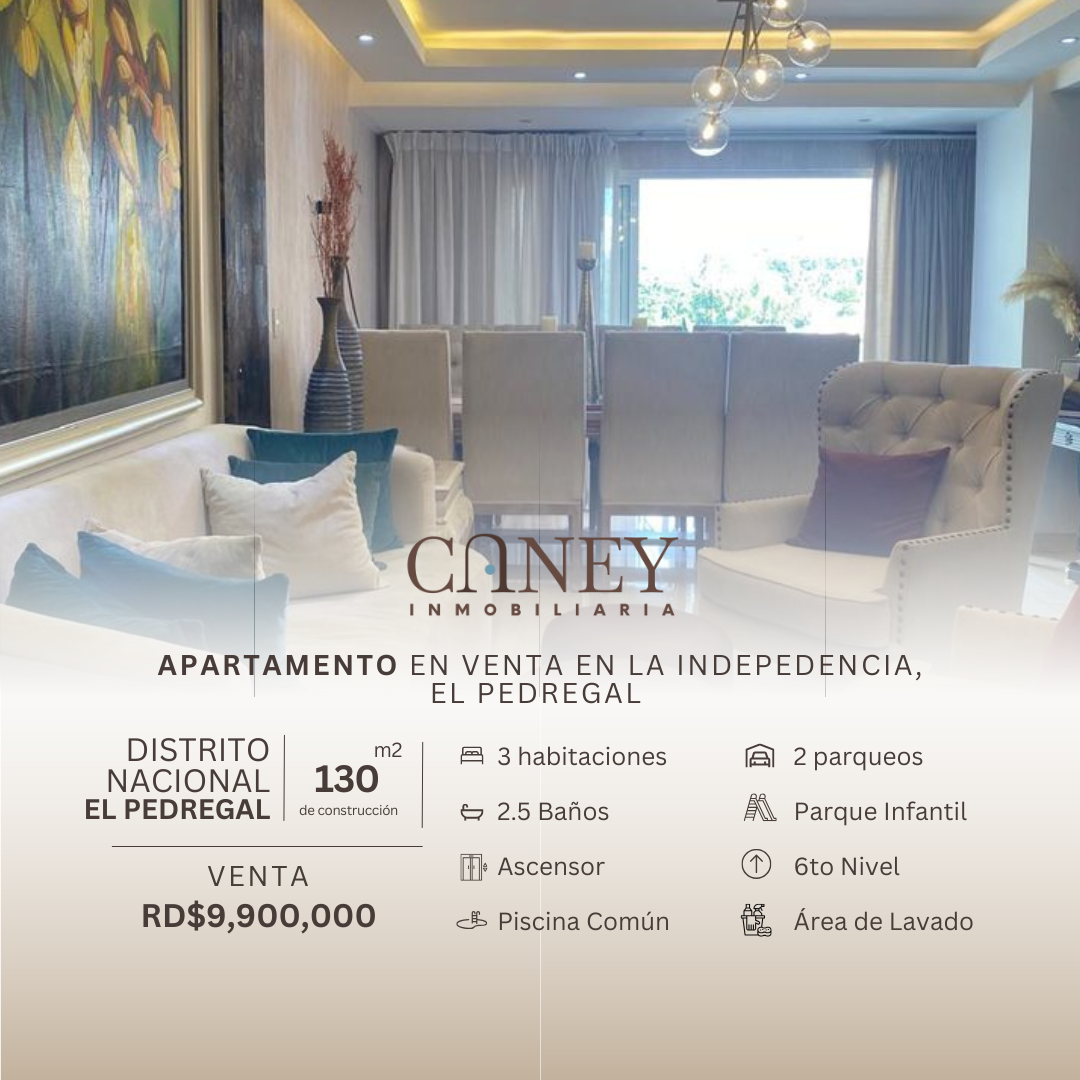 CANEY
INMOBILIARIA
APARTAMENTO EN VENTA EN LA INDEPEDENCIA,
EL PEDREGAL
DISTRITO
NACIONAL
EL PEDREGAL
m2
130
de construcción
VENTA
RD$9,900,000
3 habitaciones
2.5 Baños
Ascensor
Piscina Común
2 parqueos
Parque Infantil
6to Nivel
Área de Lavado